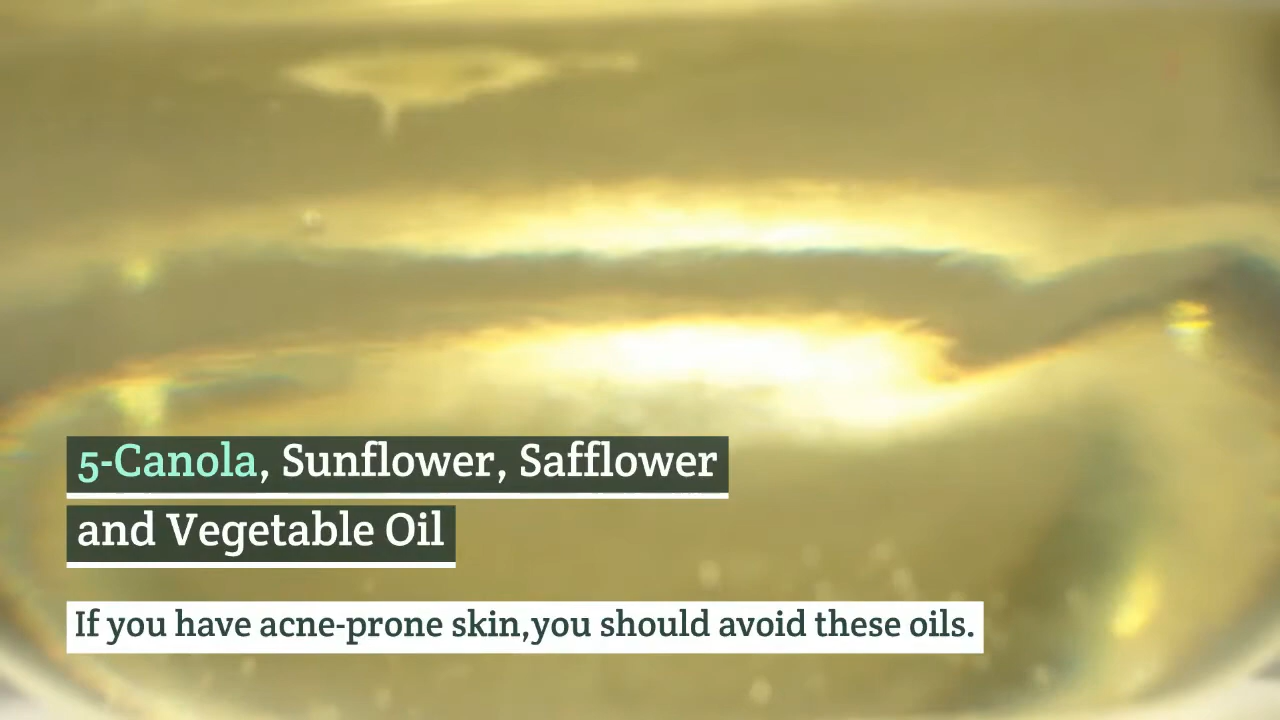 5-Canola, Sunflower, Safflower
and Vegetable Oil
If you have acne-prone skin,you should avoid these oils.